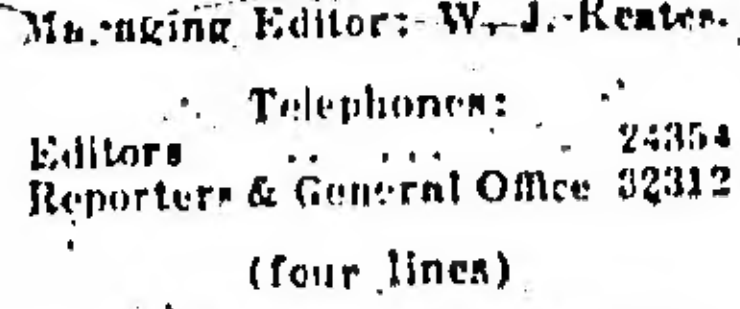 Managing Editor: W. J. Keates.
Telephones:
Editors .. ... . 24354
Reporters & General Office 32312
(four lines)